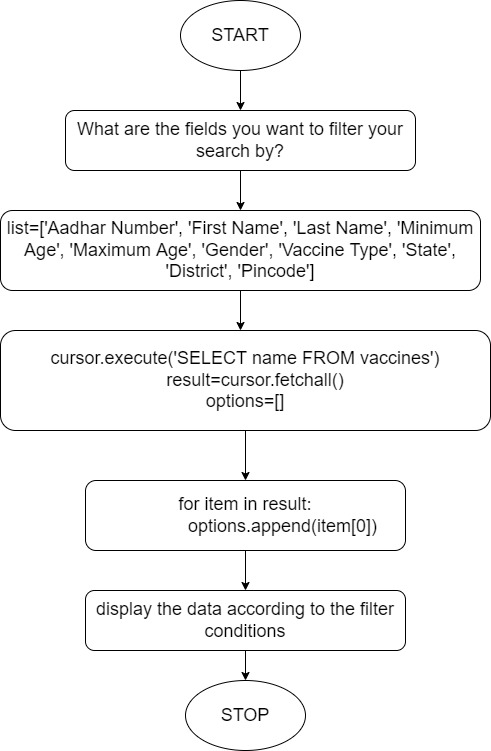 START
What are the fields you want to filter your
search by?
list=['Aadhar Number', 'First Name', 'Last Name', 'Minimum
Age', 'Maximum Age', 'Gender', 'Vaccine Type', 'State',
'District', 'Pincode']
cursor.execute('SELECT name FROM vaccines')
result=cursor.fetchall()
options=[]
for item in result:
options.append(item[0])
display the data according to the filter
conditions
STOP